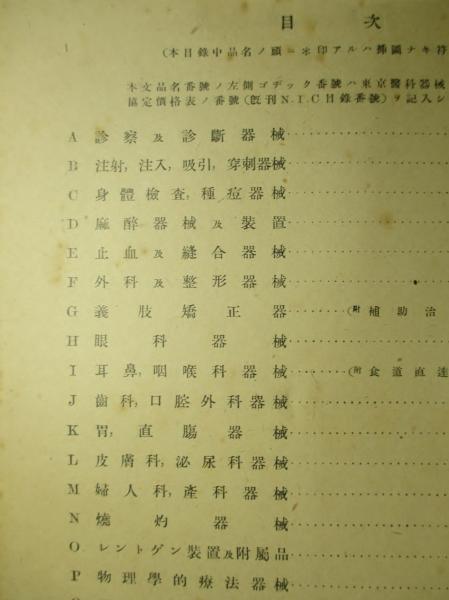 目次
(本目錄中品名ノ頭ニ※印アルハ挿圖ナキ符
本文品名番號ノ左側ゴヂック番號ハ東京醫科器械
協定價格表ノ番號(旣刊N.I.C目錄番號)ヲ記入シ
A 診察及診斷器械
B 注射,注入,吸引,穿刺器械
C 身體檢査,種痘器械
D 麻醉器械及裝置
E 止血及縫合器械
F 外科及整形器械
G 義肢矯正器 (附補助治
H 眼科器械
I 耳鼻,咽喉科器械 (附食道直達
J 齒科,口腔外科器械
K 胃,直腸器械
L 皮膚科,泌尿科器械
M 婦人科,產科器械
N 燒灼器械
O レントゲン裝置及附屬品
P 物理學的療法器械